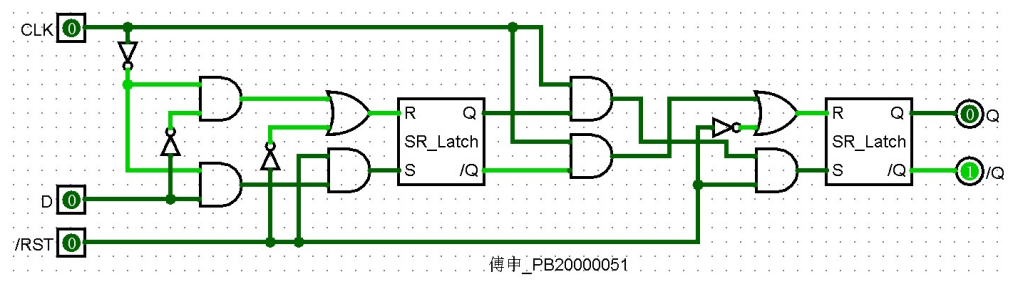 CLK 0
R Q
SR_Latch
S /Q
R Q
SR_Latch
S /Q
0 Q
1 /Q
D 0
/RST 0
傅申_PB20000051